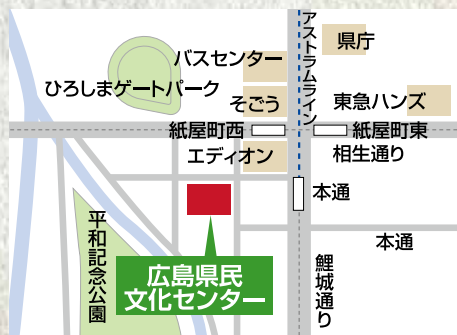 アストラムライン
県庁
バスセンター
ひろしまゲートパーク
そごう
東急ハンズ
紙屋町西
紙屋町東
エディオン
相生通り
本通
平和記念公園
本通
広島県民
文化センター
鯉城通り